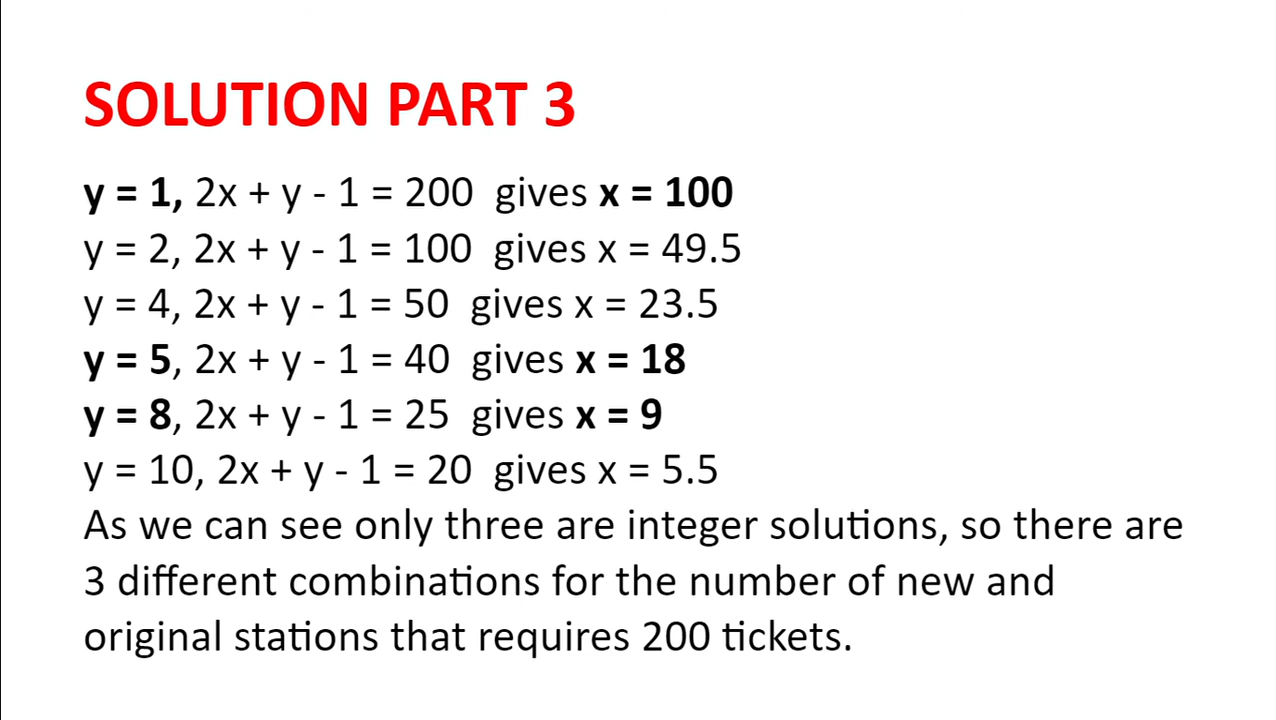 SOLUTION PART 3
y = 1, 2x + y - 1 = 200 gives x = 100
y = 2, 2x + y - 1 = 100 gives x = 49.5
y = 4, 2x + y - 1 = 50 gives x = 23.5
y = 5, 2x + y - 1 = 40 gives x = 18
y = 8, 2x + y - 1 = 25 gives x = 9
y = 10, 2x + y - 1 = 20 gives x = 5.5
As we can see only three are integer solutions, so there are
3 different combinations for the number of new and
original stations that requires 200 tickets.